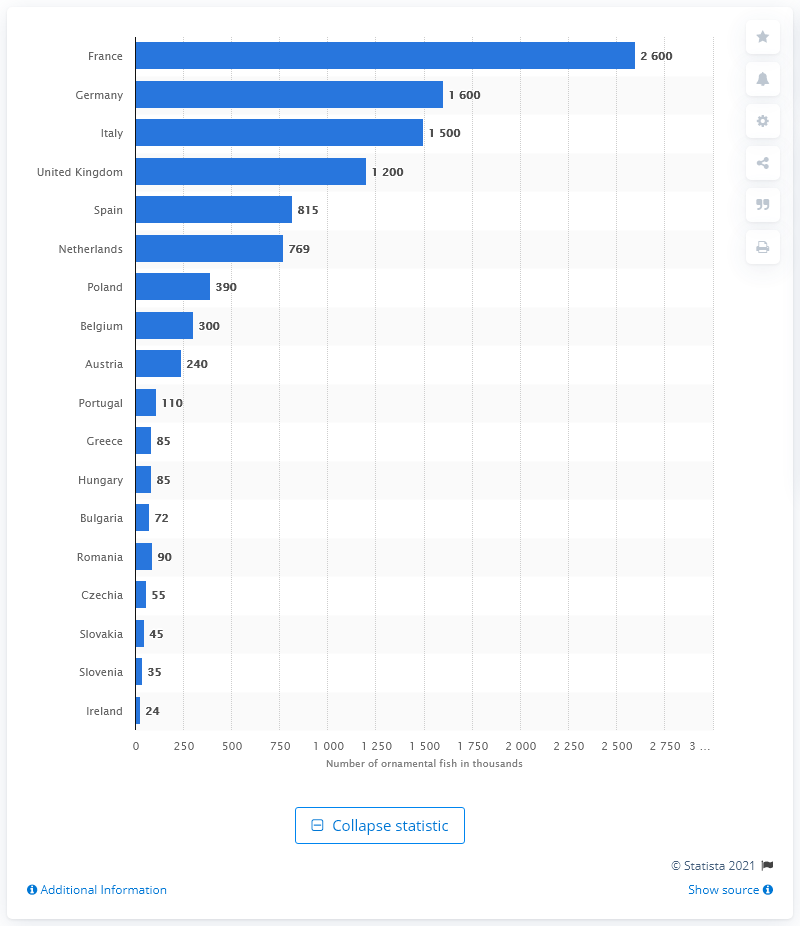 France 2 600
Germany 1 600
Italy 1 500
United Kingdom 1 200
Spain 815
Netherlands 769
Poland 390
Belgium 300
Austria 240
Portugal 110
Greece 85
Hungary 85
Bulgaria 72
Romania 90
Czechia 55
Slovakia 45
Slovenia 35
Ireland 24
0 250 500 750 1 000 1 250 1 500 1 750 2 000 2 250 2 500 2 750 3 ...
Number of ornamental fish in thousands
Collapse statistic
© Statista 2021
Additional Information Show source